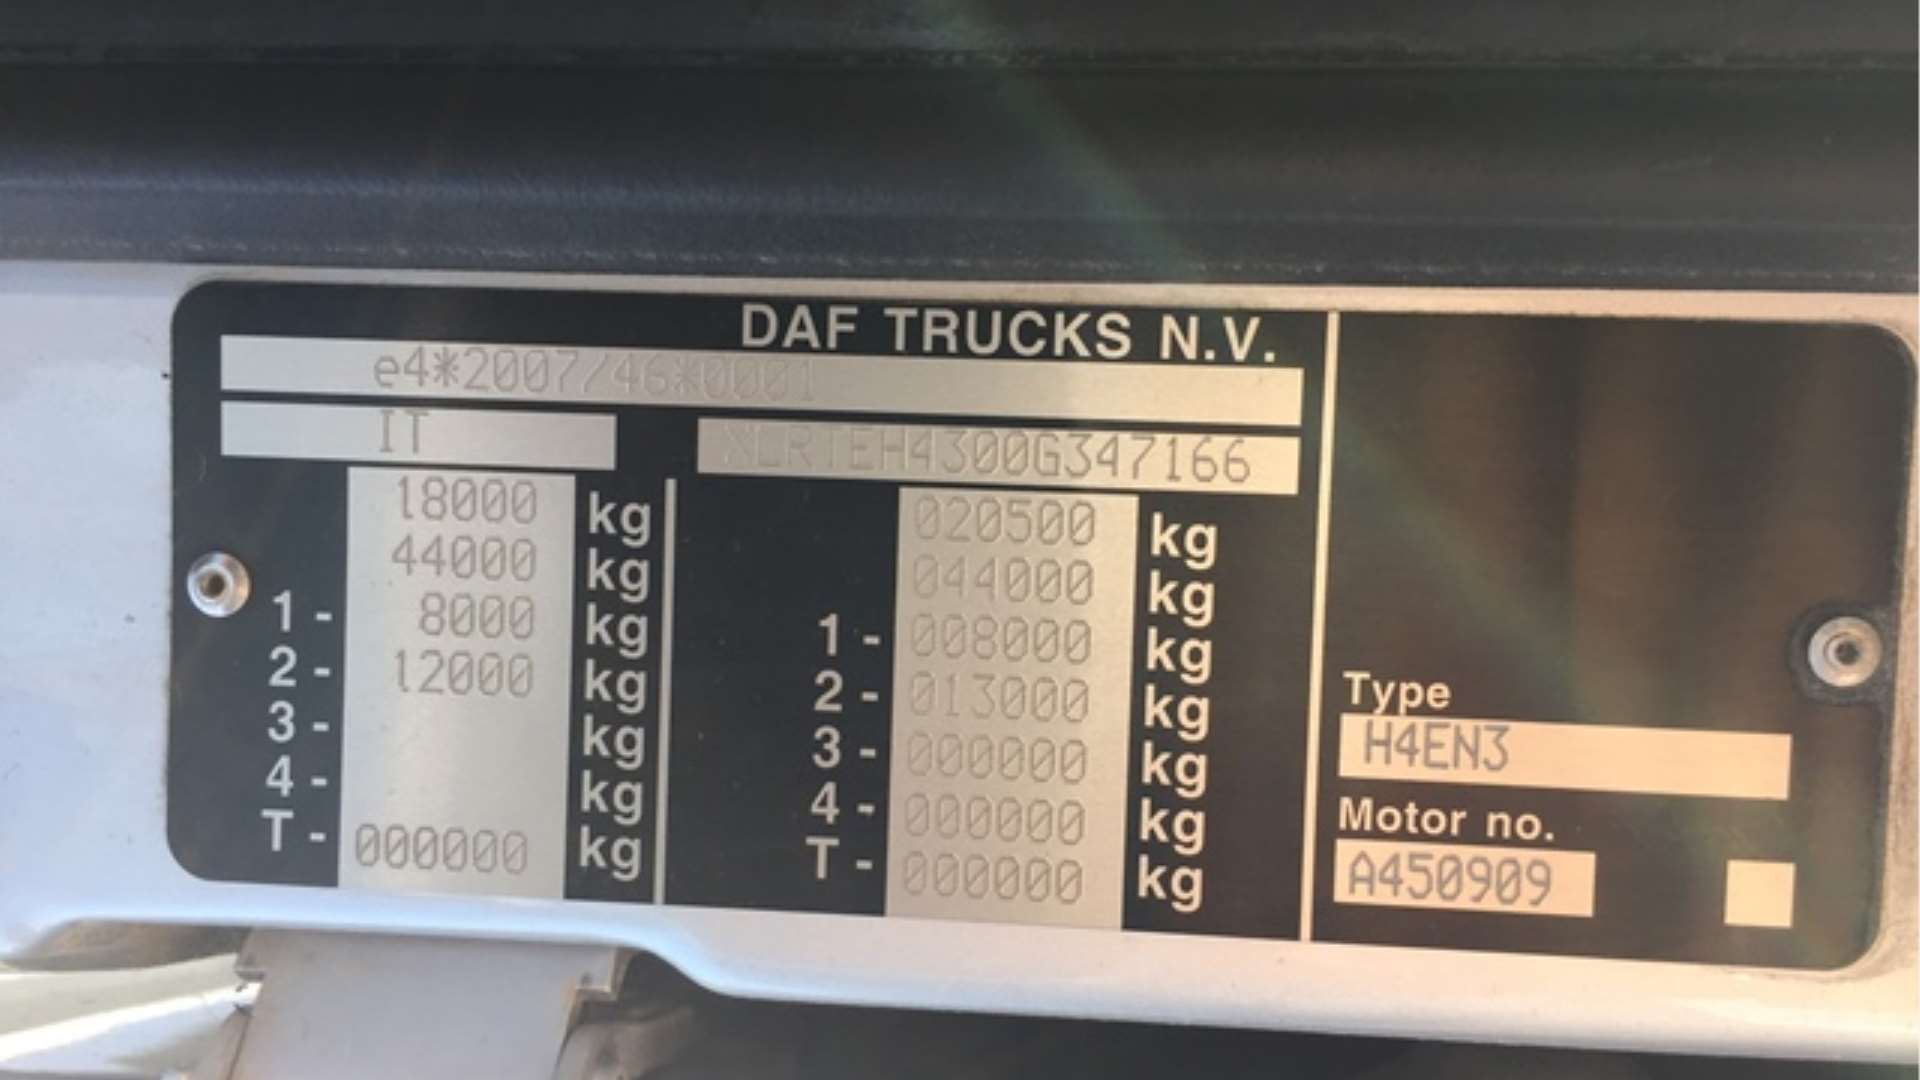 DAF TRUCKS N.V.
e4*2007/46*0001
IT
XLRTEH4300G347166
18000 kg
44000 kg
1 - 8000 kg
2 - 12000 kg
3 - kg
4 - kg
T - 000000 kg
020500 kg
044000 kg
1 - 008000 kg
2 - 013000 kg
3 - 000000 kg
4 - 000000 kg
T - 000000 kg
Type
H4EN3
Motor no.
A450909